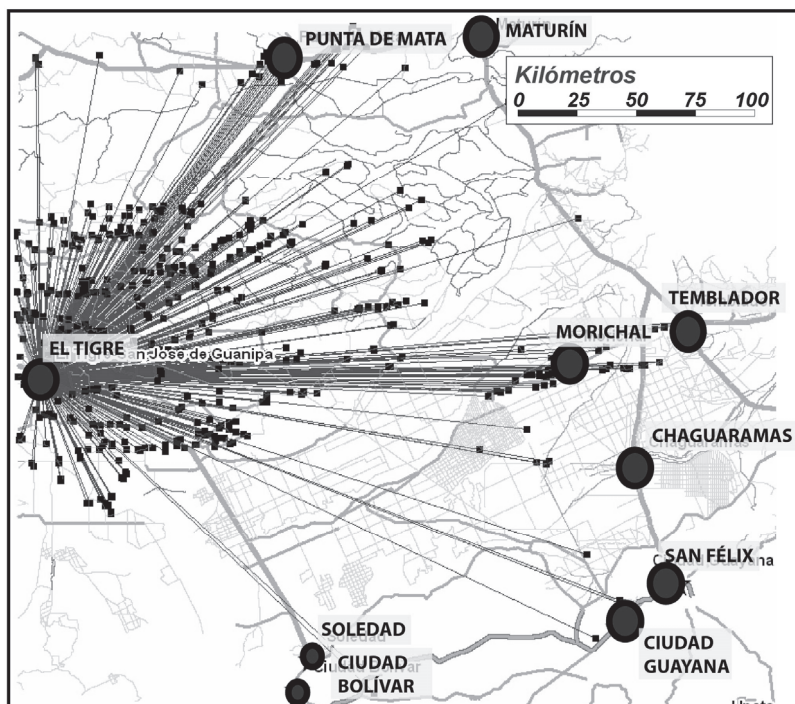 PUNTA DE MATA
MATURÍN
Kilómetros
0 25 50 75 100
TEMBLADOR
MORICHAL
EL TIGRE
an José de Guanipa
CHAGUARAMAS
SAN FÉLIX
SOLEDAD
CIUDAD
BOLÍVAR
CIUDAD
GUAYANA